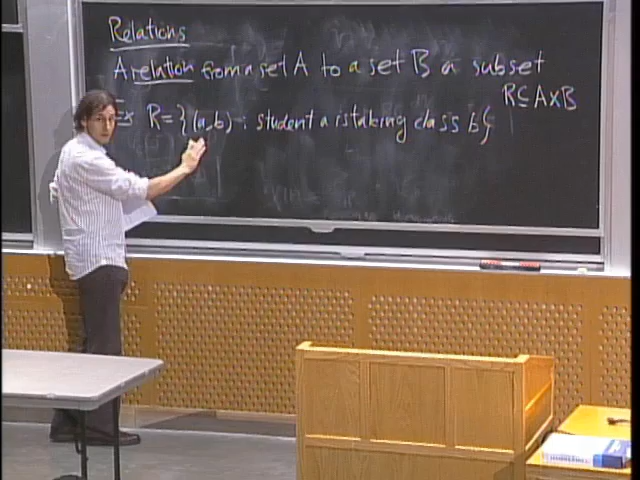 Relations
A relation from a set A to a set B a subset
R⊆A×B
Ex R={(a,b) : student a is taking class b}